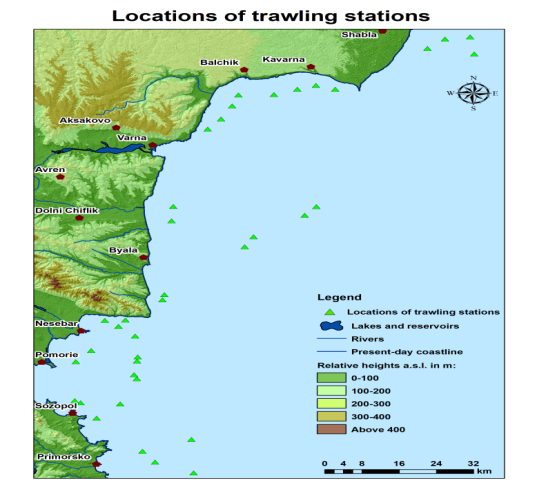 Locations of trawling stations
Shabla
Kavarna
Balchik
N
W E
S
Aksakovo
Varna
Avren
Dolni Chiflik
Byala
Nesebar
Pomorie
Sozopol
Primorsko
Legend
Locations of trawling stations
Lakes and reservoirs
Rivers
Present-day coastline
Relative heights a.s.l. in m:
0-100
100-200
200-300
300-400
Above 400
0 4 8 16 24 32
km